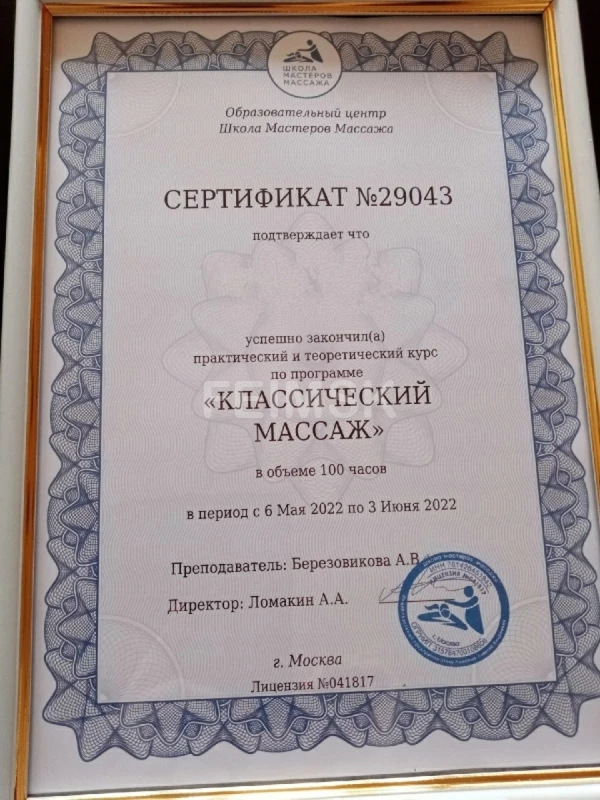 ШКОЛА
МАСТЕРОВ
МАССАЖА
Образовательный центр
Школа Мастеров Массажа
СЕРТИФИКАТ №29043
подтверждает что
успешно закончил(а)
практический и теоретический курс
по программе
«КЛАССИЧЕСКИЙ
МАССАЖ»
в объеме 100 часов
в период с 6 Мая 2022 по 3 Июня 2022
Преподаватель: Березовикова А.В.
Директор: Ломакин А.А.
г. Москва
Лицензия №041817
г. Москва